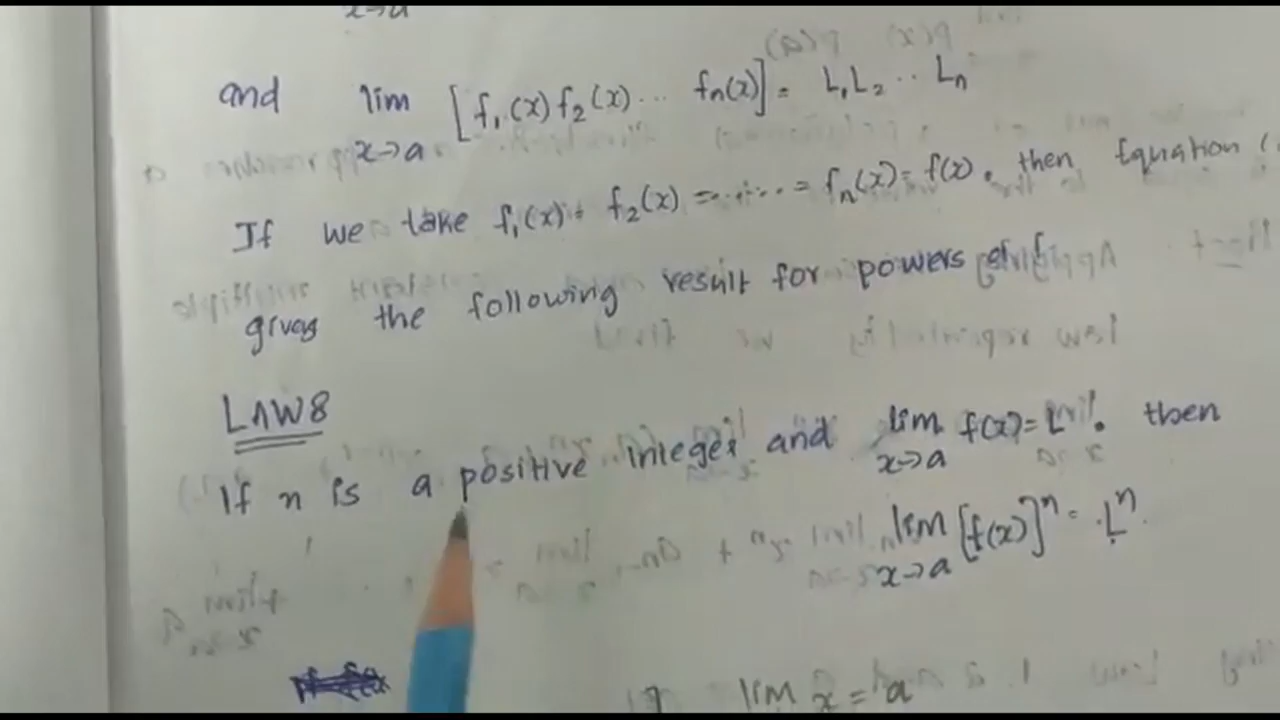 x→a
and lim [f₁(x) f₂(x)... fₙ(x)] = L₁L₂ .. Lₙ
x→a
If we take f₁(x) = f₂(x) = ...... = fₙ(x) = f(x). then Equation (
gives the following result for powers of f
LAW 8
If n is a positive integer and lim f(x) = L. then
x→a
lim [f(x)]ⁿ = Lⁿ
x→a
lim x = a